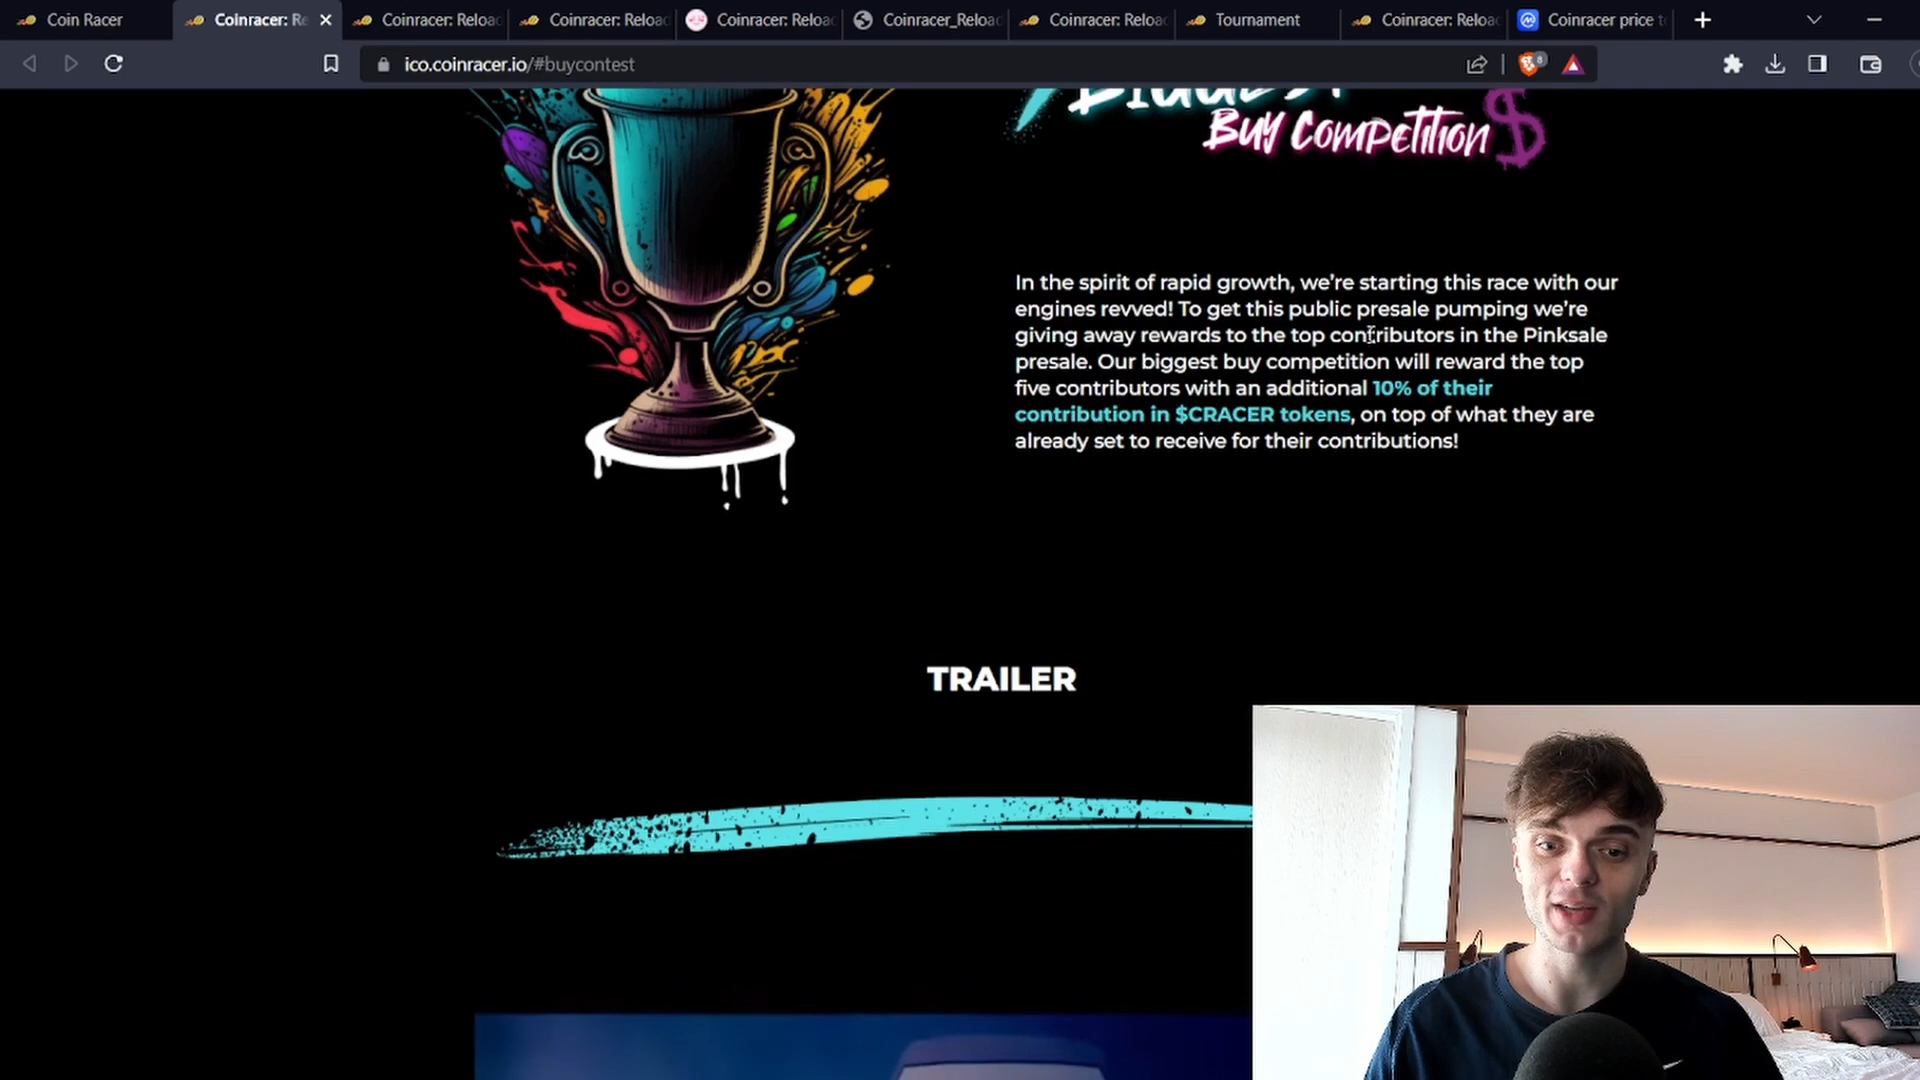 Coin Racer
Coinracer: Re
Coinracer: Reload
Coinracer: Reload
Coinracer: Reload
Coinracer_Reload
Coinracer: Reload
Tournament
Coinracer: Reload
Coinracer price t
ico.coinracer.io/#buycontest
8
Biggest
Buy Competition $
In the spirit of rapid growth, we’re starting this race with our
engines revved! To get this public presale pumping we’re
giving away rewards to the top contributors in the Pinksale
presale. Our biggest buy competition will reward the top
five contributors with an additional 10% of their
contribution in $CRACER tokens, on top of what they are
already set to receive for their contributions!
TRAILER